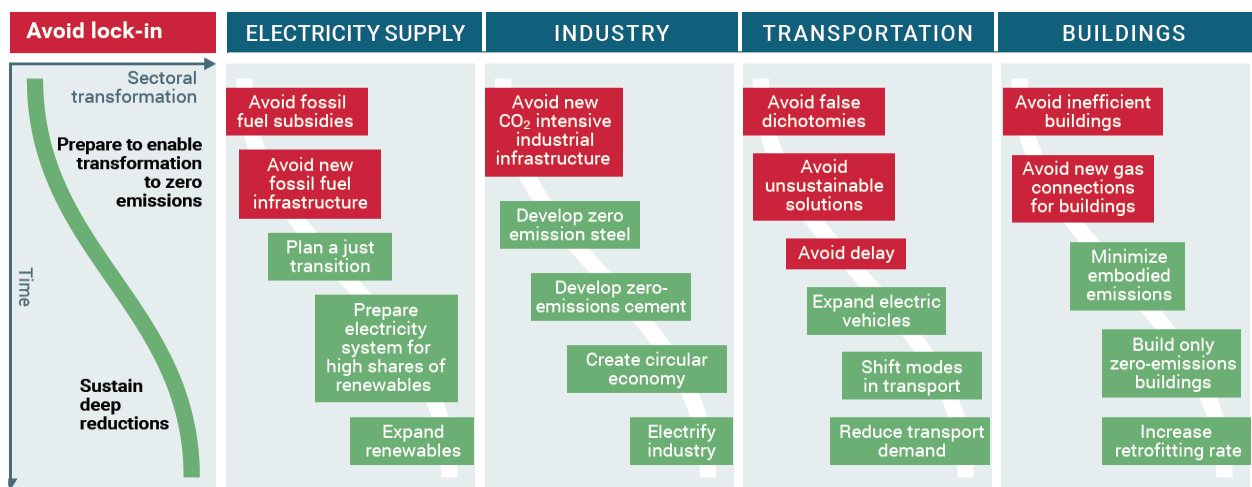 Avoid lock-in
ELECTRICITY SUPPLY
INDUSTRY
TRANSPORTATION
BUILDINGS
Sectoral
transformation
Prepare to enable
transformation
to zero
emissions
Time
Sustain
deep
reductions
Avoid fossil
fuel subsidies
Avoid new
fossil fuel
infrastructure
Plan a just
transition
Prepare
electricity
system for
high shares of
renewables
Expand
renewables
Avoid new
CO₂ intensive
industrial
infrastructure
Develop zero
emission steel
Develop zero-
emissions cement
Create circular
economy
Electrify
industry
Avoid false
dichotomies
Avoid
unsustainable
solutions
Avoid delay
Expand electric
vehicles
Shift modes
in transport
Reduce transport
demand
Avoid inefficient
buildings
Avoid new gas
connections
for buildings
Minimize
embodied
emissions
Build only
zero-emissions
buildings
Increase
retrofitting rate